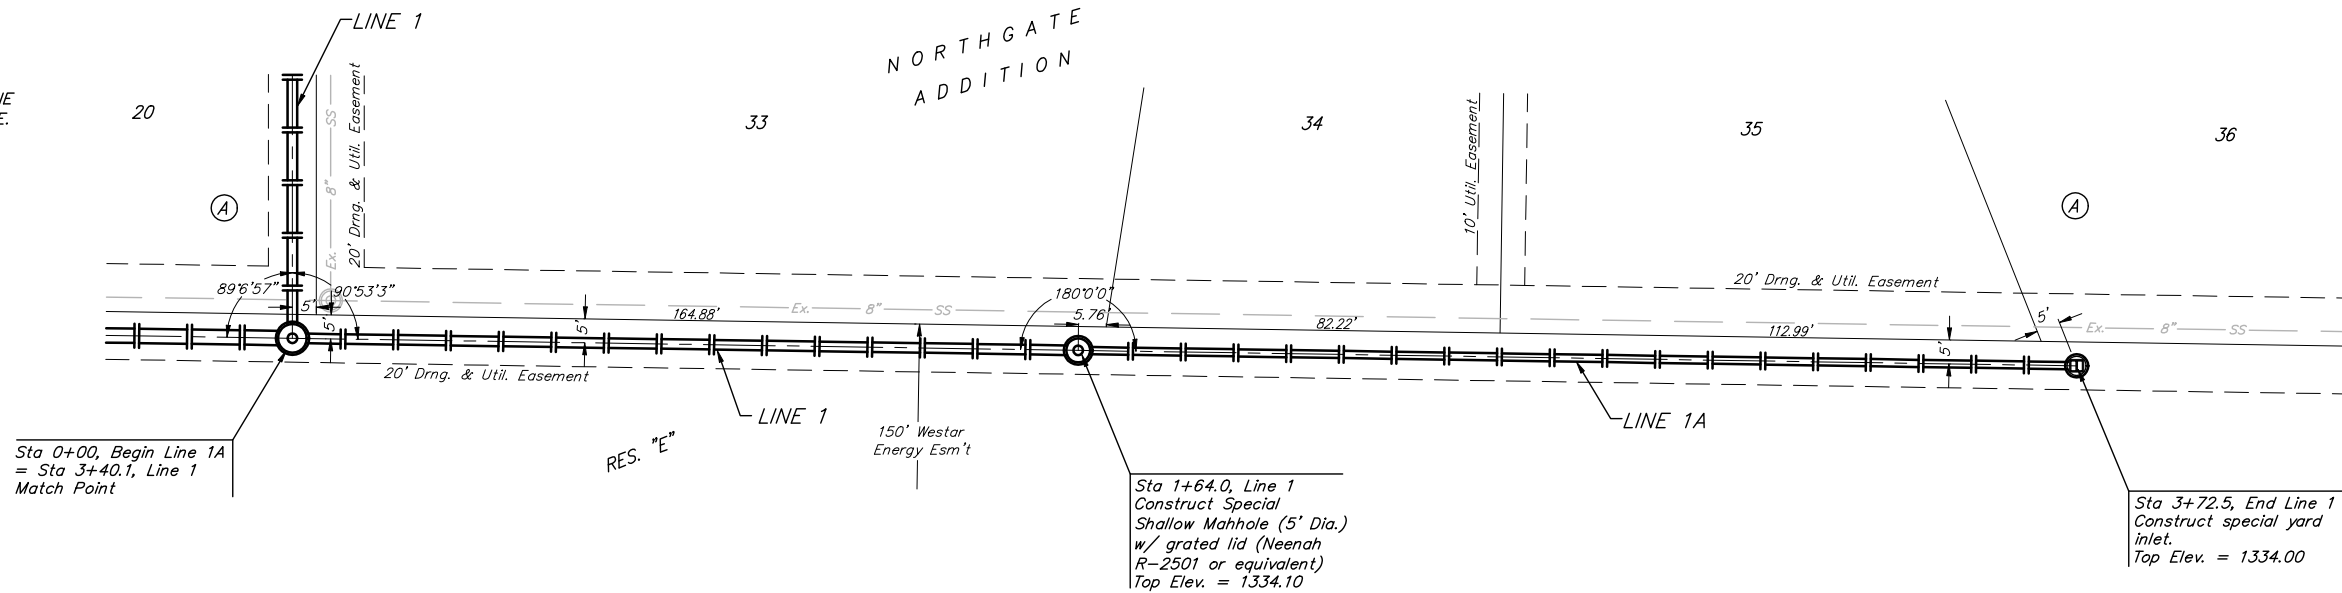 LINE 1
NORTHGATE
ADDITION
20
33
34
35
36
A
A
SS
8"
Ex.
20' Drng. & Util. Easement
10' Util. Easement
20' Drng. & Util. Easement
89°6'57"
90°53'3"
5'
5'
5'
164.88'
Ex. 8" SS
180°0'0"
5.76'
82.22'
112.99'
5'
5'
Ex. 8" SS
20' Drng. & Util. Easement
LINE 1
LINE 1A
RES. "E"
150' Westar
Energy Esm't
Sta 0+00, Begin Line 1A
= Sta 3+40.1, Line 1
Match Point
Sta 1+64.0, Line 1
Construct Special
Shallow Mahhole (5' Dia.)
w/ grated lid (Neenah
R-2501 or equivalent)
Top Elev. = 1334.10
Sta 3+72.5, End Line 1
Construct special yard
inlet.
Top Elev. = 1334.00